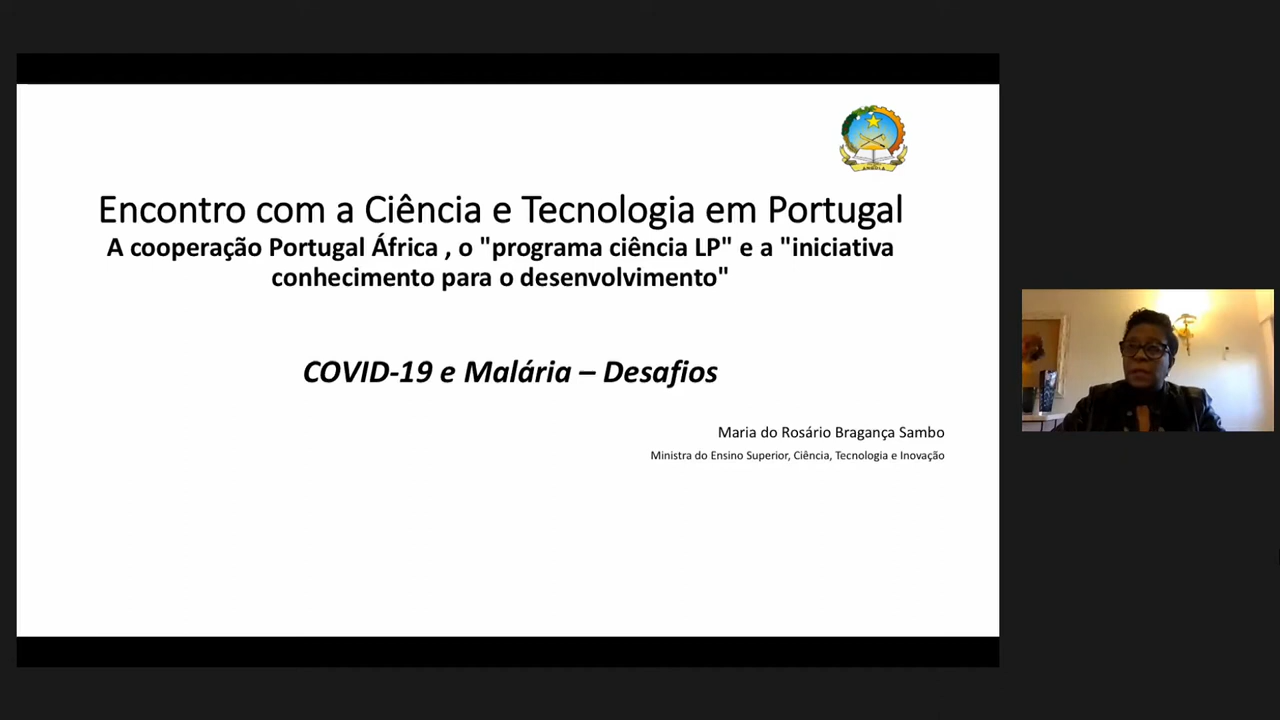 ANGOLA
Encontro com a Ciência e Tecnologia em Portugal
A cooperação Portugal África , o "programa ciência LP" e a "iniciativa
conhecimento para o desenvolvimento"
COVID-19 e Malária – Desafios
Maria do Rosário Bragança Sambo
Ministra do Ensino Superior, Ciência, Tecnologia e Inovação